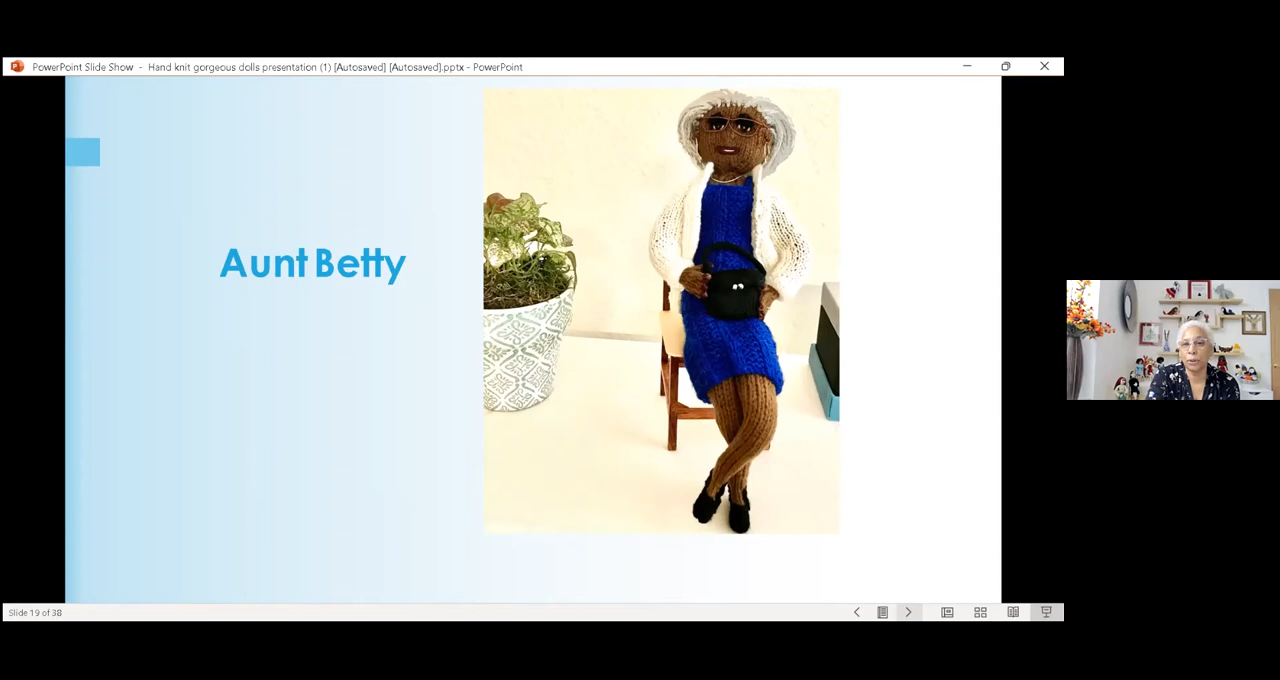 PowerPoint Slide Show - Hand knit gorgeous dolls presentation (1) [Autosaved] [Autosaved].pptx - PowerPoint
Aunt Betty
Slide 19 of 38